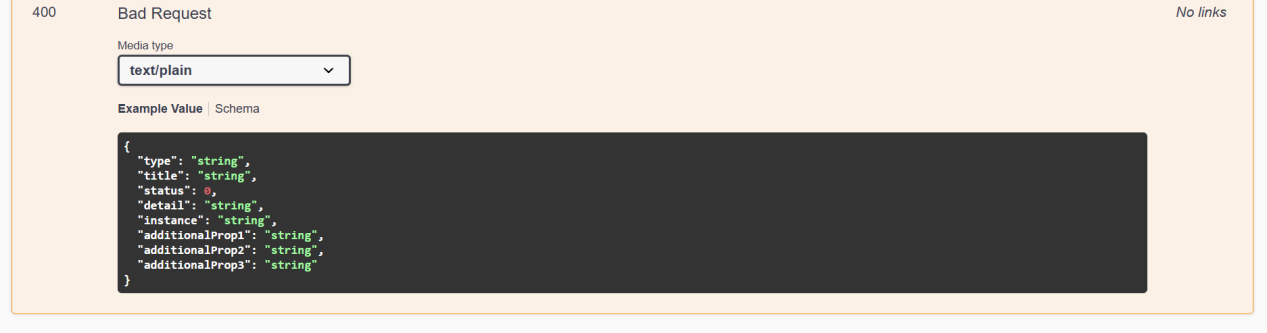 400 Bad Request No links
Media type
text/plain
Example Value Schema
{
  "type": "string",
  "title": "string",
  "status": 0,
  "detail": "string",
  "instance": "string",
  "additionalProp1": "string",
  "additionalProp2": "string",
  "additionalProp3": "string"
}